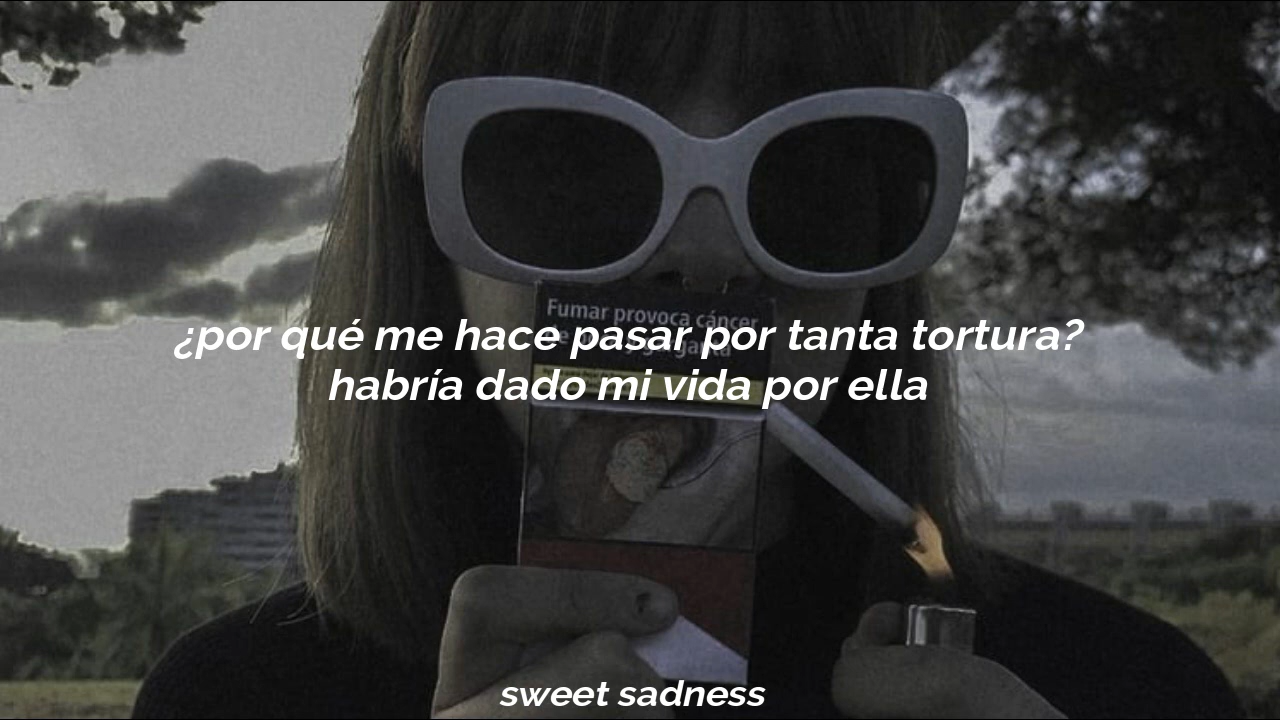 Fumar provoca cáncer
¿por qué me hace pasar por tanta tortura?
habría dado mi vida por ella
sweet sadness